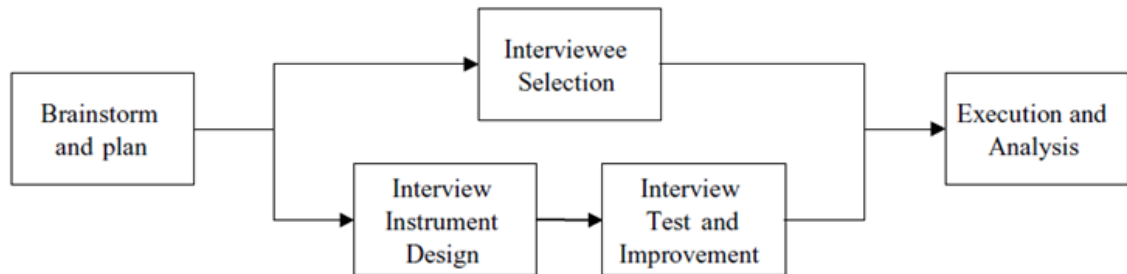 Brainstorm
and plan
Interviewee
Selection
Interview
Instrument
Design
Interview
Test and
Improvement
Execution and
Analysis